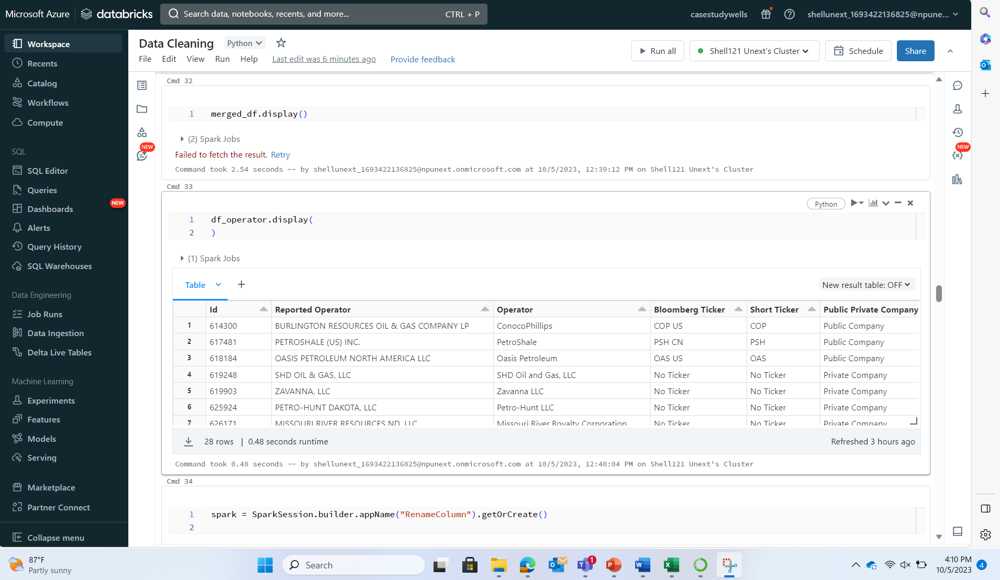 Microsoft Azure databricks Search data, notebooks, recents, and more... CTRL + P casestudywells shellunext_1693422136825@npune...
Workspace
Recents
Catalog
Workflows
Compute
SQL
SQL Editor
Queries
Dashboards NEW
Alerts
Query History
SQL Warehouses
Data Engineering
Job Runs
Data Ingestion
Delta Live Tables
Machine Learning
Experiments
Features
Models
Serving
Marketplace
Partner Connect
Collapse menu
Data Cleaning Python
File Edit View Run Help Last edit was 6 minutes ago Provide feedback
Run all Shell121 Unext's Cluster Schedule Share
NEW
NEW
Cmd 32
1 merged_df.display()
(2) Spark Jobs
Failed to fetch the result. Retry
Command took 2.54 seconds -- by shellunext_1693422136825@npunext.onmicrosoft.com at 10/5/2023, 12:39:12 PM on Shell121 Unext's Cluster
Cmd 33
Python
1 df_operator.display(
2 )
(1) Spark Jobs
Table + New result table: OFF
Id Reported Operator Operator Bloomberg Ticker Short Ticker Public Private Company
1 614300 BURLINGTON RESOURCES OIL & GAS COMPANY LP ConocoPhillips COP US COP Public Company
2 617481 PETROSHALE (US) INC. PetroShale PSH CN PSH Public Company
3 618184 OASIS PETROLEUM NORTH AMERICA LLC Oasis Petroleum OAS US OAS Public Company
4 619248 SHD OIL & GAS, LLC SHD Oil and Gas, LLC No Ticker No Ticker Private Company
5 619903 ZAVANNA, LLC Zavanna LLC No Ticker No Ticker Private Company
6 625924 PETRO-HUNT DAKOTA, LLC Petro-Hunt LLC No Ticker No Ticker Private Company
7 626171 MISSOURI RIVER RESOURCES ND, LLC Missouri River Royalty Corporation No Ticker No Ticker Private Company
28 rows | 0.48 seconds runtime Refreshed 3 hours ago
Command took 0.48 seconds -- by shellunext_1693422136825@npunext.onmicrosoft.com at 10/5/2023, 12:40:04 PM on Shell121 Unext's Cluster
Cmd 34
1 spark = SparkSession.builder.appName("RenameColumn").getOrCreate()
2
87°F
Partly sunny
Search
1
4:10 PM
10/5/2023
4